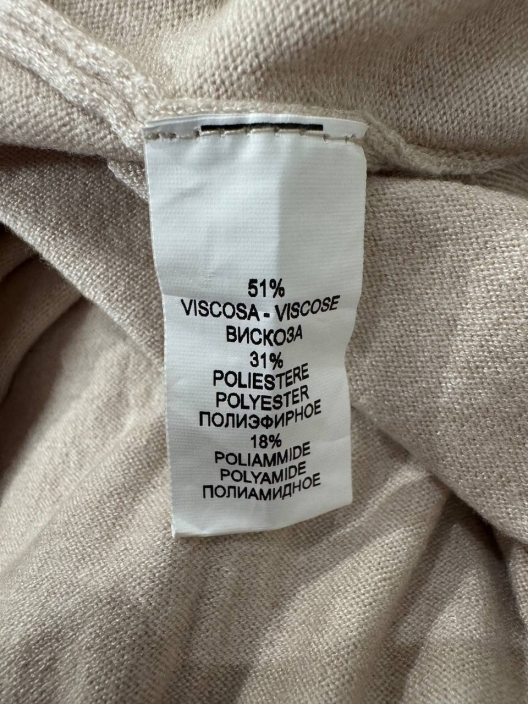 51%
VISCOSA - VISCOSE
ВИСКОЗА
31%
POLIESTERE
POLYESTER
ПОЛИЭФИРНОЕ
18%
POLIAMMIDE
POLYAMIDE
ПОЛИАМИДНОЕ